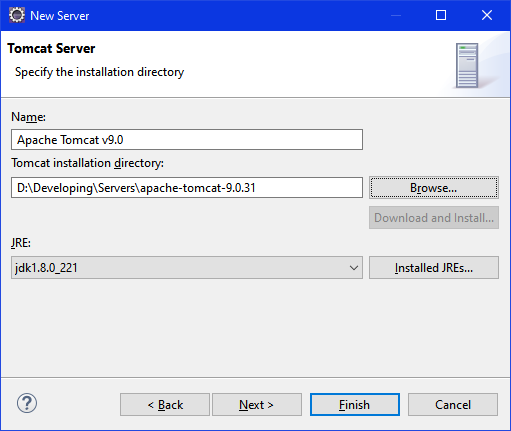 New Server
Tomcat Server
Specify the installation directory
Name:
Apache Tomcat v9.0
Tomcat installation directory:
D:\Developing\Servers\apache-tomcat-9.0.31
Browse...
Download and Install...
JRE:
jdk1.8.0_221
Installed JREs...
?
< Back
Next >
Finish
Cancel